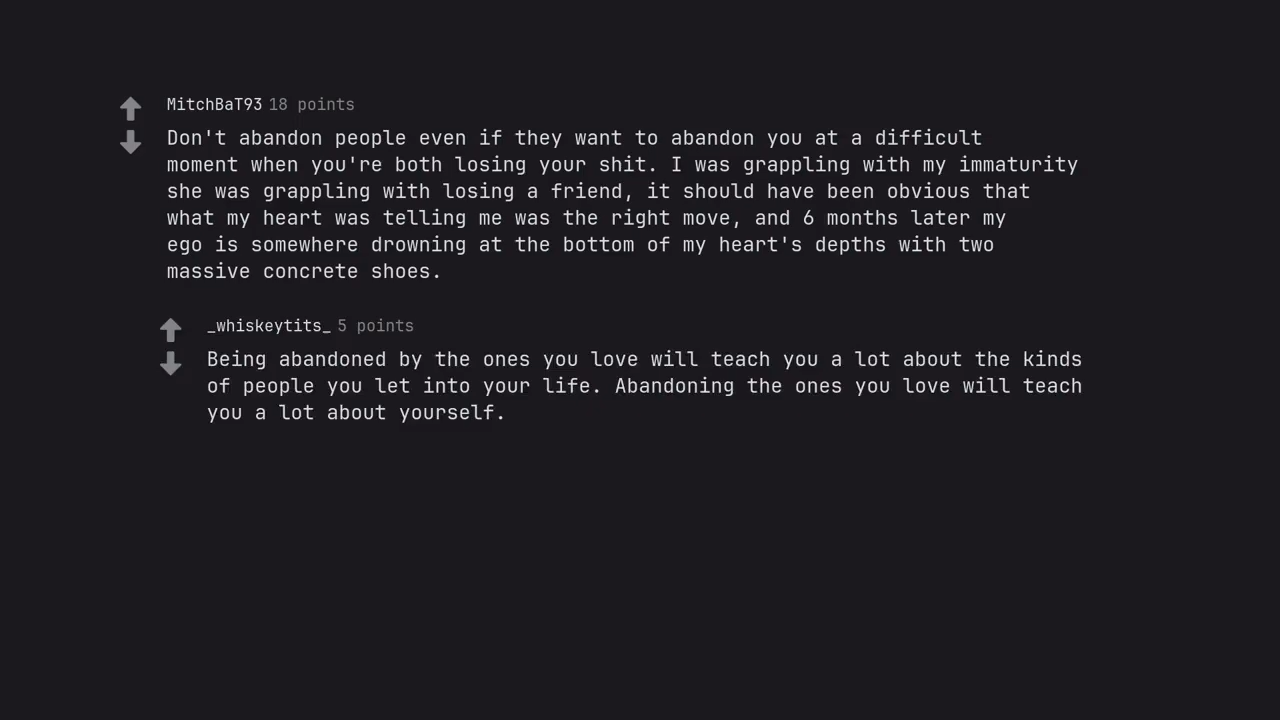 MitchBaT93 18 points
Don't abandon people even if they want to abandon you at a difficult
moment when you're both losing your shit. I was grappling with my immaturity
she was grappling with losing a friend, it should have been obvious that
what my heart was telling me was the right move, and 6 months later my
ego is somewhere drowning at the bottom of my heart's depths with two
massive concrete shoes.
_whiskeytits_ 5 points
Being abandoned by the ones you love will teach you a lot about the kinds
of people you let into your life. Abandoning the ones you love will teach
you a lot about yourself.